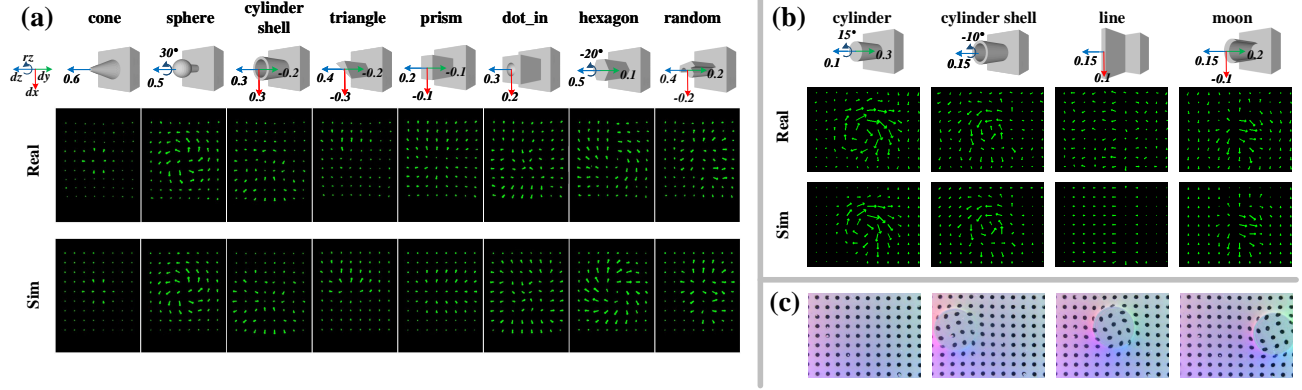 (a)
cone sphere cylinder shell triangle prism dot_in hexagon random
rz
dz dy
dx
0.6
30°
0.5
0.3 -0.2
0.3
0.4 -0.2
-0.3
0.2 -0.1
-0.1
0.3
0.2
-20°
0.5 0.1
0.4 0.2
-0.2
Real
Sim
(b)
cylinder cylinder shell line moon
15°
0.1 0.3
-10°
0.15
0.15
0.1
0.15 0.2
-0.1
Real
Sim
(c)